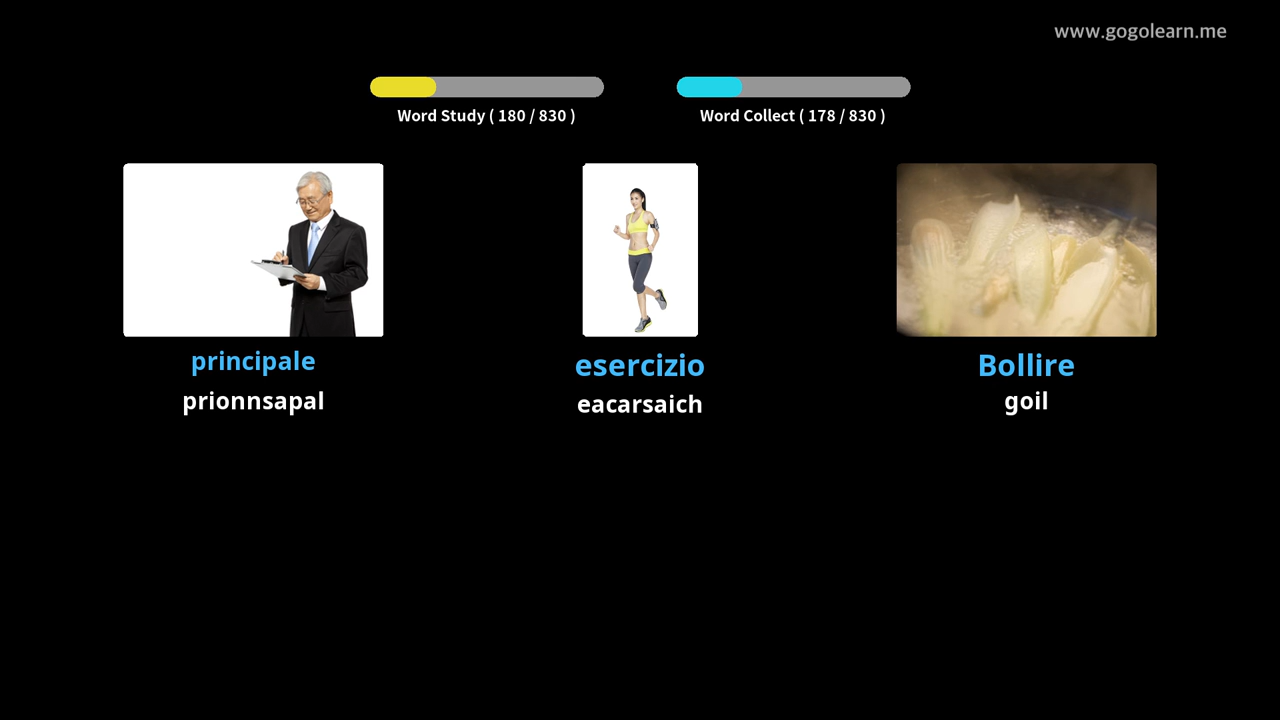 www.gogolearn.me
Word Study ( 180 / 830 )
Word Collect ( 178 / 830 )
principale
prionnsapal
esercizio
eacarsaich
Bollire
goil